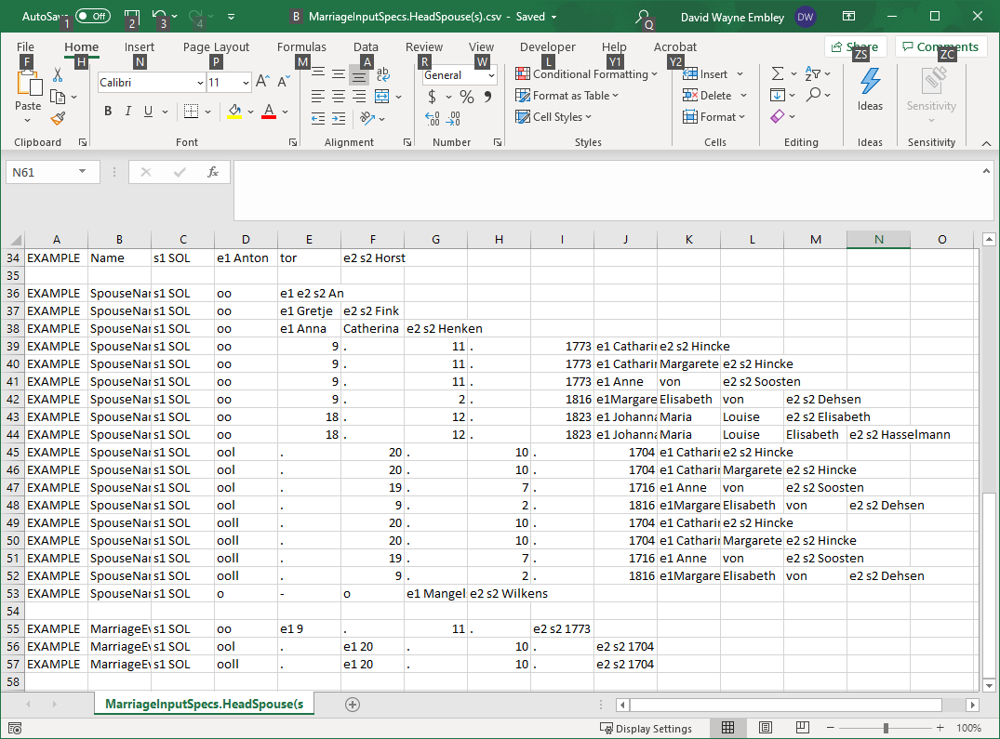 AutoSave Off MarriageInputSpecs.HeadSpouse(s).csv - Saved David Wayne Embley DW
1 2 3 4 Q
File Home Insert Page Layout Formulas Data Review View Developer Help Acrobat Share Comments
F H N P M A R W L Y1 Y2 ZS ZC
Calibri 11 ab General Conditional Formatting Insert
Paste $ % Format as Table Delete Ideas Sensitivity
B I U A Cell Styles Format
Clipboard Font Alignment Number Styles Cells Editing Ideas Sensitivity
N61 fx
A B C D E F G H I J K L M N O
34 EXAMPLE Name s1 SOL e1 Anton tor e2 s2 Horst
35
36 EXAMPLE SpouseNar s1 SOL oo e1 e2 s2 An
37 EXAMPLE SpouseNar s1 SOL oo e1 Gretje e2 s2 Fink
38 EXAMPLE SpouseNar s1 SOL oo e1 Anna Catherina e2 s2 Henken
39 EXAMPLE SpouseNar s1 SOL oo 9 . 11 . 1773 e1 Catharin e2 s2 Hincke
40 EXAMPLE SpouseNar s1 SOL oo 9 . 11 . 1773 e1 Catharin Margarete e2 s2 Hincke
41 EXAMPLE SpouseNar s1 SOL oo 9 . 11 . 1773 e1 Anne von e2 s2 Soosten
42 EXAMPLE SpouseNar s1 SOL oo 9 . 2 . 1816 e1Margare Elisabeth von e2 s2 Dehsen
43 EXAMPLE SpouseNar s1 SOL oo 18 . 12 . 1823 e1 Johanna Maria Louise e2 s2 Elisabeth
44 EXAMPLE SpouseNar s1 SOL oo 18 . 12 . 1823 e1 Johanna Maria Louise Elisabeth e2 s2 Hasselmann
45 EXAMPLE SpouseNar s1 SOL ool . 20 . 10 . 1704 e1 Catharin e2 s2 Hincke
46 EXAMPLE SpouseNar s1 SOL ool . 20 . 10 . 1704 e1 Catharin Margarete e2 s2 Hincke
47 EXAMPLE SpouseNar s1 SOL ool . 19 . 7 . 1716 e1 Anne von e2 s2 Soosten
48 EXAMPLE SpouseNar s1 SOL ool . 9 . 2 . 1816 e1Margare Elisabeth von e2 s2 Dehsen
49 EXAMPLE SpouseNar s1 SOL ooll . 20 . 10 . 1704 e1 Catharin e2 s2 Hincke
50 EXAMPLE SpouseNar s1 SOL ooll . 20 . 10 . 1704 e1 Catharin Margarete e2 s2 Hincke
51 EXAMPLE SpouseNar s1 SOL ooll . 19 . 7 . 1716 e1 Anne von e2 s2 Soosten
52 EXAMPLE SpouseNar s1 SOL ooll . 9 . 2 . 1816 e1Margare Elisabeth von e2 s2 Dehsen
53 EXAMPLE SpouseNar s1 SOL o - o e1 Mangel e2 s2 Wilkens
54
55 EXAMPLE MarriageEv s1 SOL oo e1 9 . 11 . e2 s2 1773
56 EXAMPLE MarriageEv s1 SOL ool . e1 20 . 10 . e2 s2 1704
57 EXAMPLE MarriageEv s1 SOL ooll . e1 20 . 10 . e2 s2 1704
58
MarriageInputSpecs.HeadSpouse(s
Display Settings 100%